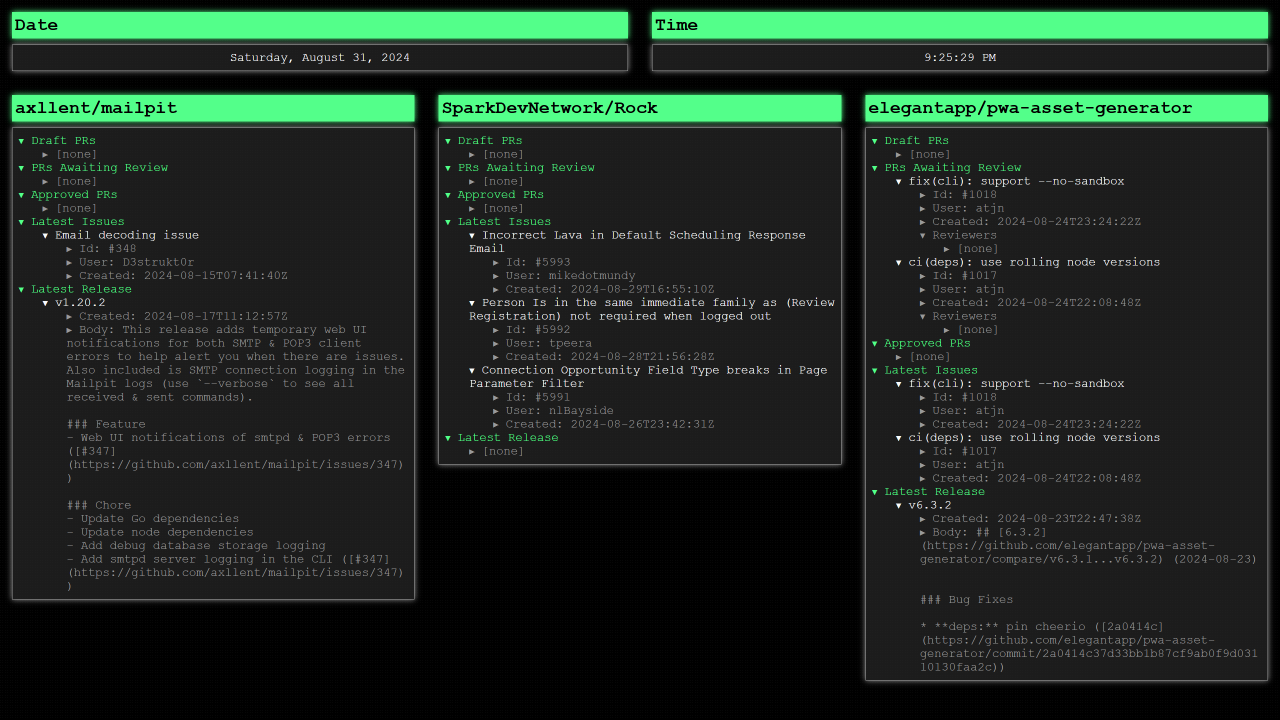 Date
Saturday, August 31, 2024
Time
9:25:29 PM
axllent/mailpit
▼ Draft PRs
▶ [none]
▼ PRs Awaiting Review
▶ [none]
▼ Approved PRs
▶ [none]
▼ Latest Issues
▼ Email decoding issue
▶ Id: #348
▶ User: D3strukt0r
▶ Created: 2024-08-15T07:41:40Z
▼ Latest Release
▼ v1.20.2
▶ Created: 2024-08-17T11:12:57Z
▶ Body: This release adds temporary web UI
notifications for both SMTP & POP3 client
errors to help alert you when there are issues.
Also included is SMTP connection logging in the
Mailpit logs (use `--verbose` to see all
received & sent commands).
### Feature
- Web UI notifications of smtpd & POP3 errors
([#347]
(https://github.com/axllent/mailpit/issues/347)
)
### Chore
- Update Go dependencies
- Update node dependencies
- Add debug database storage logging
- Add smtpd server logging in the CLI ([#347]
(https://github.com/axllent/mailpit/issues/347)
)
SparkDevNetwork/Rock
▼ Draft PRs
▶ [none]
▼ PRs Awaiting Review
▶ [none]
▼ Approved PRs
▶ [none]
▼ Latest Issues
▼ Incorrect Lava in Default Scheduling Response
Email
▶ Id: #5993
▶ User: mikedotmundy
▶ Created: 2024-08-29T16:55:10Z
▼ Person Is in the same immediate family as (Review
Registration) not required when logged out
▶ Id: #5992
▶ User: tpeera
▶ Created: 2024-08-28T21:56:28Z
▼ Connection Opportunity Field Type breaks in Page
Parameter Filter
▶ Id: #5991
▶ User: nlBayside
▶ Created: 2024-08-26T23:42:31Z
▼ Latest Release
▶ [none]
elegantapp/pwa-asset-generator
▼ Draft PRs
▶ [none]
▼ PRs Awaiting Review
▼ fix(cli): support --no-sandbox
▶ Id: #1018
▶ User: atjn
▶ Created: 2024-08-24T23:24:22Z
▼ Reviewers
▶ [none]
▼ ci(deps): use rolling node versions
▶ Id: #1017
▶ User: atjn
▶ Created: 2024-08-24T22:08:48Z
▼ Reviewers
▶ [none]
▼ Approved PRs
▶ [none]
▼ Latest Issues
▼ fix(cli): support --no-sandbox
▶ Id: #1018
▶ User: atjn
▶ Created: 2024-08-24T23:24:22Z
▼ ci(deps): use rolling node versions
▶ Id: #1017
▶ User: atjn
▶ Created: 2024-08-24T22:08:48Z
▼ Latest Release
▼ v6.3.2
▶ Created: 2024-08-23T22:47:38Z
▶ Body: ## [6.3.2]
(https://github.com/elegantapp/pwa-asset-
generator/compare/v6.3.1...v6.3.2) (2024-08-23)
### Bug Fixes
* **deps:** pin cheerio ([2a0414c]
(https://github.com/elegantapp/pwa-asset-
generator/commit/2a0414c37d33bb1b87cf9ab0f9d031
10130faa2c))